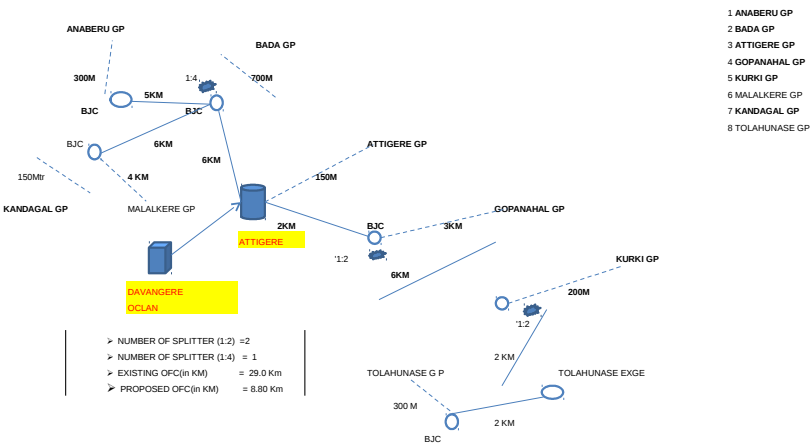 ANABERU GP
BADA GP
300M
5KM
1:4
700M
BJC
BJC
BJC
6KM
6KM
ATTIGERE GP
150Mtr
4 KM
150M
KANDAGAL GP
MALALKERE GP
2KM
BJC
3KM
GOPANAHAL GP
ATTIGERE
'1:2
6KM
KURKI GP
DAVANGERE
OCLAN
200M
'1:2
➢ NUMBER OF SPLITTER (1:2) =2
➢ NUMBER OF SPLITTER (1:4) = 1
➢ EXISTING OFC(in KM) = 29.0 Km
➢ PROPOSED OFC(in KM) = 8.80 Km
2 KM
TOLAHUNASE G P
TOLAHUNASE EXGE
300 M
2 KM
BJC
1 ANABERU GP
2 BADA GP
3 ATTIGERE GP
4 GOPANAHAL GP
5 KURKI GP
6 MALALKERE GP
7 KANDAGAL GP
8 TOLAHUNASE GP